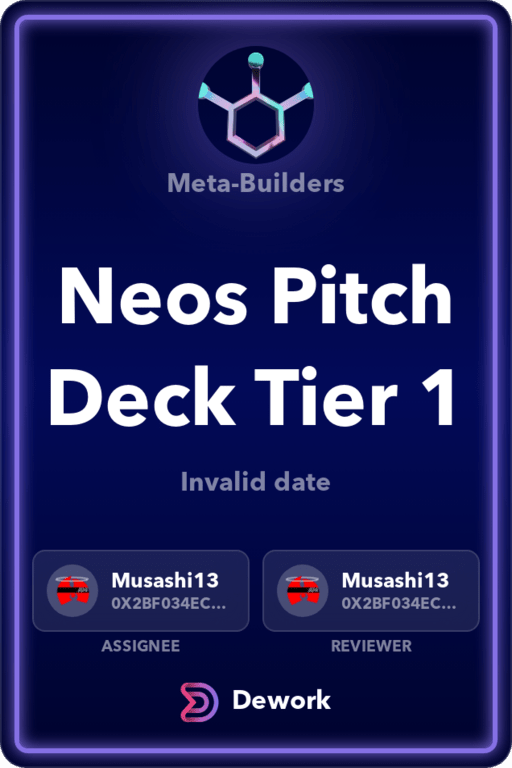 Meta-Builders
Neos Pitch
Deck Tier 1
Invalid date
Musashi13
0X2BF034EC...
ASSIGNEE
Musashi13
0X2BF034EC...
REVIEWER
Dework